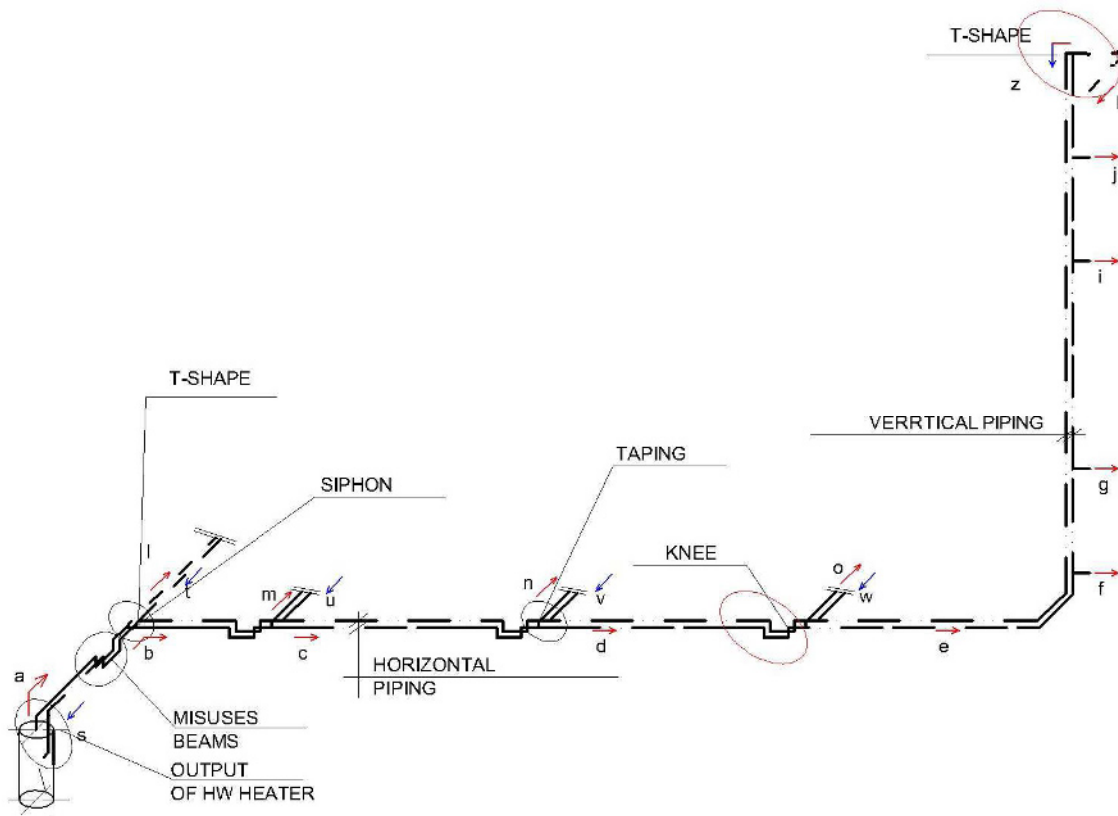 T-SHAPE
z
j
i
T-SHAPE
VERRTICAL PIPING
TAPING
SIPHON
g
KNEE
l
t
n
o
f
m
u
v
w
b
c
d
e
HORIZONTAL
PIPING
a
MISUSES
BEAMS
s
OUTPUT
OF HW HEATER